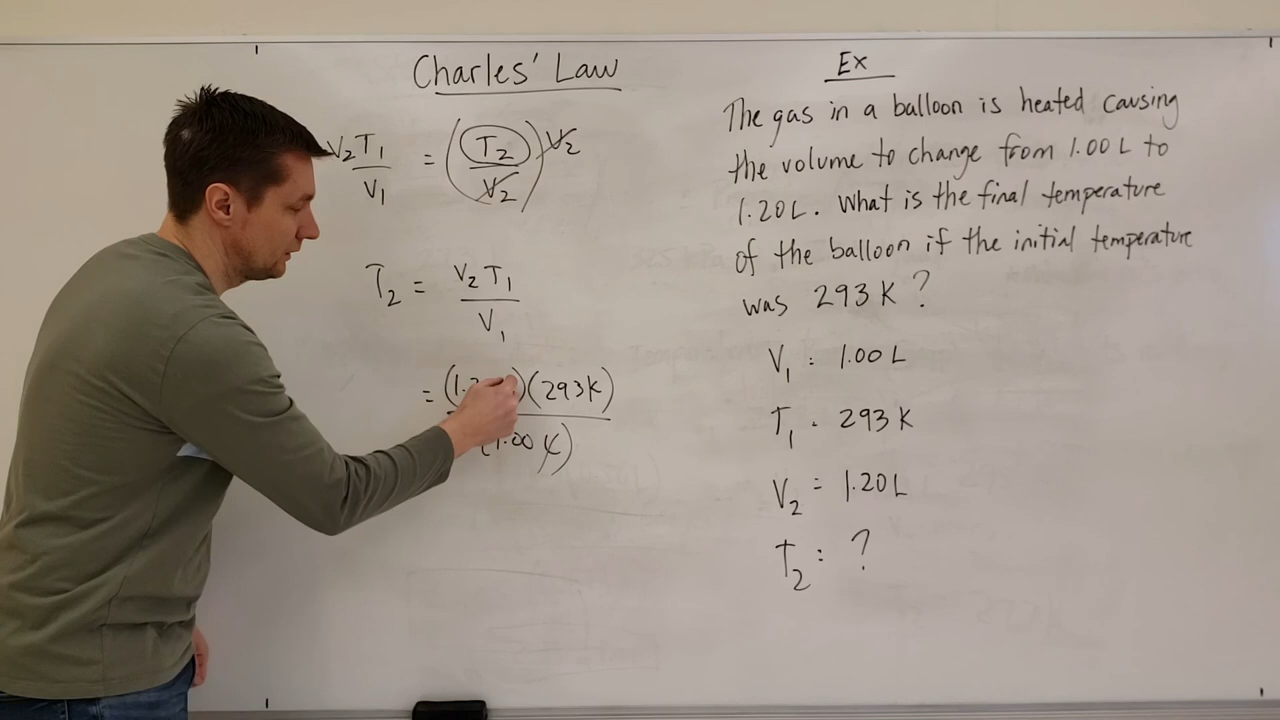 Charles' Law
V₂T₁/V₁ = (T₂/V₂)V₂
T₂ = V₂T₁/V₁
= (1.2 )(293K)/(1.00 L)
Ex
The gas in a balloon is heated causing
the volume to change from 1.00 L to
1.20L. What is the final temperature
of the balloon if the initial temperature
was 293 K ?
V₁ = 1.00 L
T₁ = 293 K
V₂ = 1.20L
T₂ = ?